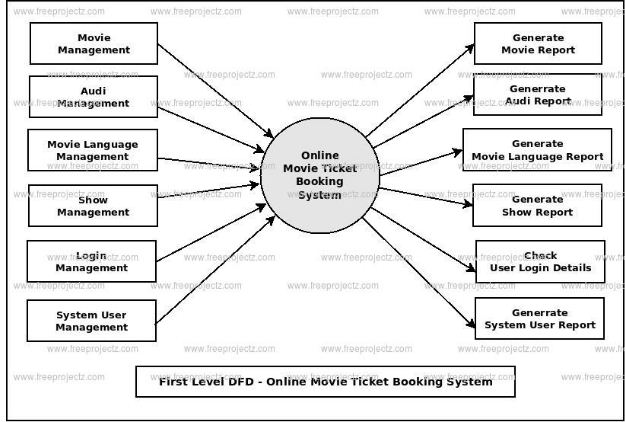 Movie
Management
Audi
Management
Movie Language
Management
Show
Management
Login
Management
System User
Management
Online
Movie Ticket
Booking
System
Generate
Movie Report
Generrate
Audi Report
Generate
Movie Language Report
Generate
Show Report
Check
User Login Details
Generrate
System User Report
First Level DFD - Online Movie Ticket Booking System
www.freeprojectz.com